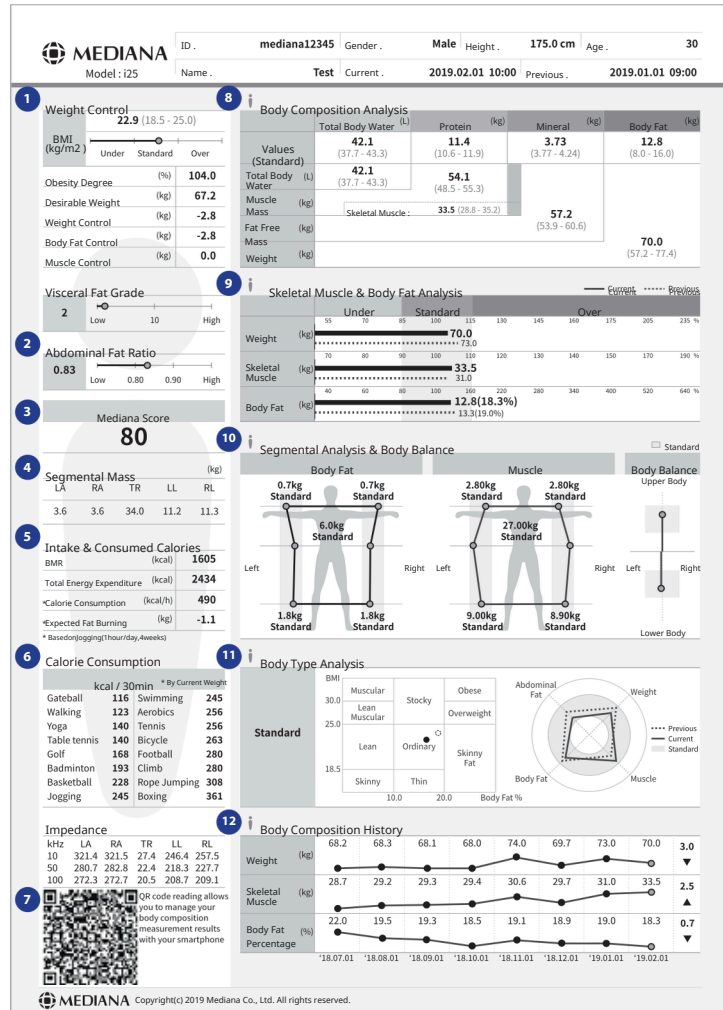 MEDIANA
Model : i25
ID . mediana12345 Gender . Male Height . 175.0 cm Age . 30
Name . Test Current . 2019.02.01 10:00 Previous . 2019.01.01 09:00
1 Weight Control
BMI (kg/m2 ) 22.9 (18.5 - 25.0)
Under Standard Over
Obesity Degree (%) 104.0
Desirable Weight (kg) 67.2
Weight Control (kg) -2.8
Body Fat Control (kg) -2.8
Muscle Control (kg) 0.0
Visceral Fat Grade
2
Low 10 High
2 Abdominal Fat Ratio
0.83
Low 0.80 0.90 High
3 Mediana Score
80
4 Segmental Mass (kg)
LA RA TR LL RL
3.6 3.6 34.0 11.2 11.3
5 Intake & Consumed Calories
BMR (kcal) 1605
Total Energy Expenditure (kcal) 2434
*Calorie Consumption (kcal/h) 490
*Expected Fat Burning (kg) -1.1
* BasedonJogging(1hour/day,4weeks)
6 Calorie Consumption
kcal / 30min * By Current Weight
Gateball 116 Swimming 245
Walking 123 Aerobics 256
Yoga 140 Tennis 256
Table tennis 140 Bicycle 263
Golf 168 Football 280
Badminton 193 Climb 280
Basketball 228 Rope Jumping 308
Jogging 245 Boxing 361
Impedance
kHz LA RA TR LL RL
10 321.4 321.5 27.4 246.4 257.5
50 280.7 282.8 22.4 218.3 227.7
100 272.3 272.7 20.5 208.7 209.1
7 QR code reading allows
you to manage your
body composition
measurement results
with your smartphone
8 Body Composition Analysis
Total Body Water (L) Protein (kg) Mineral (kg) Body Fat (kg)
Values (Standard) 42.1 11.4 3.73 12.8
(37.7 - 43.3) (10.6 - 11.9) (3.77 - 4.24) (8.0 - 16.0)
Total Body Water (L) 42.1 54.1
(37.7 - 43.3) (48.5 - 55.3)
Muscle Mass (kg) Skeletal Muscle : 33.5 (28.8 - 35.2)
57.2
Fat Free Mass (kg) (53.9 - 60.6)
Weight (kg) 70.0
(57.2 - 77.4)
9 Skeletal Muscle & Body Fat Analysis Current Previous
Current Previous
Under Standard Over
55 70 85 100 115 130 145 160 175 205 235 %
Weight (kg) 70.0
73.0
70 80 90 100 110 120 130 140 150 170 190 %
Skeletal Muscle (kg) 33.5
31.0
40 60 80 100 160 220 280 340 400 520 640 %
Body Fat (kg) 12.8(18.3%)
13.3(19.0%)
10 Segmental Analysis & Body Balance Standard
Body Fat Muscle Body Balance
0.7kg 0.7kg 2.80kg 2.80kg Upper Body
Standard Standard Standard Standard
6.0kg 27.00kg
Standard Standard
Left Right Left Right Left Right
1.8kg 1.8kg 9.00kg 8.90kg
Standard Standard Standard Standard
Lower Body
11 Body Type Analysis
Standard
BMI
Muscular Stocky Obese
30.0
Lean Muscular Overweight
25.0
Lean Ordinary Skinny Fat
18.5
Skinny Thin
10.0 20.0 Body Fat %
Abdominal Fat Weight
Previous
Current
Standard
Body Fat Muscle
12 Body Composition History
Weight (kg) 68.2 68.3 68.1 68.0 74.0 69.7 73.0 70.0 3.0 ▼
Skeletal Muscle (kg) 28.7 29.2 29.3 29.4 30.6 29.7 31.0 33.5 2.5 ▲
Body Fat Percentage (%) 22.0 19.5 19.3 18.5 19.1 18.9 19.0 18.3 0.7 ▼
'18.07.01 '18.08.01 '18.09.01 '18.10.01 '18.11.01 '18.12.01 '19.01.01 '19.02.01
MEDIANA Copyright(c) 2019 Mediana Co., Ltd. All rights reserved.